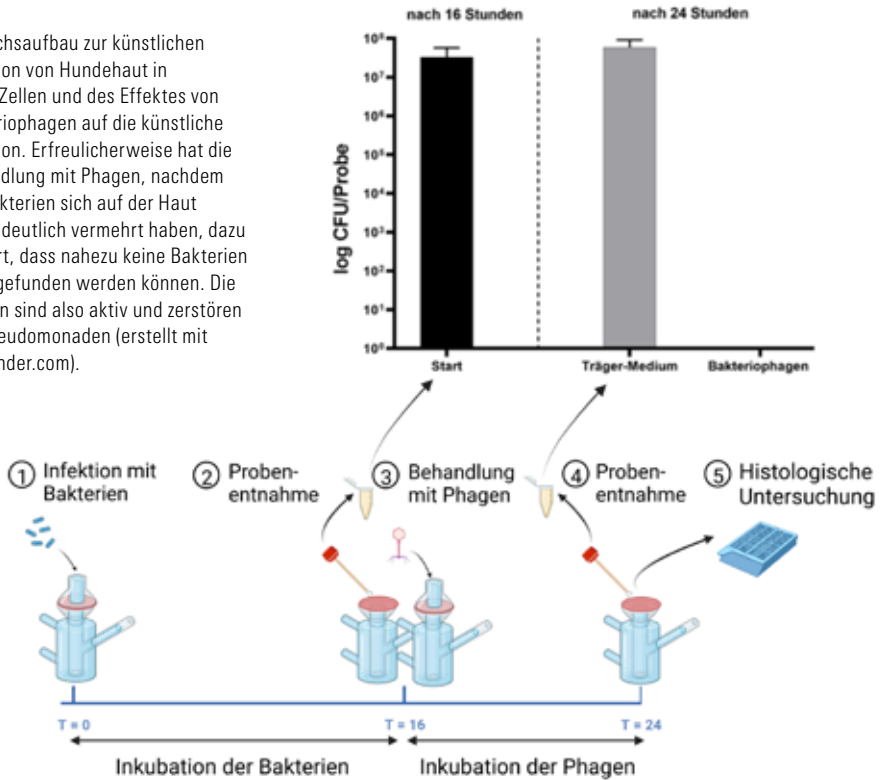 chsaufbau zur künstlichen
on von Hundehaut in
Zellen und des Effektes von
riophagen auf die künstliche
on. Erfreulicherweise hat die
dlung mit Phagen, nachdem
kterien sich auf der Haut
deutlich vermehrt haben, dazu
rt, dass nahezu keine Bakterien
gefunden werden können. Die
n sind also aktiv und zerstören
eudomonaden (erstellt mit
nder.com).
nach 16 Stunden
nach 24 Stunden
log CFU/Probe
10⁸
10⁷
10⁶
10⁵
10⁴
10³
10²
10¹
10⁰
Start
Träger-Medium
Bakteriophagen
1 Infektion mit
Bakterien
2 Proben-
entnahme
3 Behandlung
mit Phagen
4 Proben-
entnahme
5 Histologische
Untersuchung
T = 0
T = 16
T = 24
Inkubation der Bakterien
Inkubation der Phagen